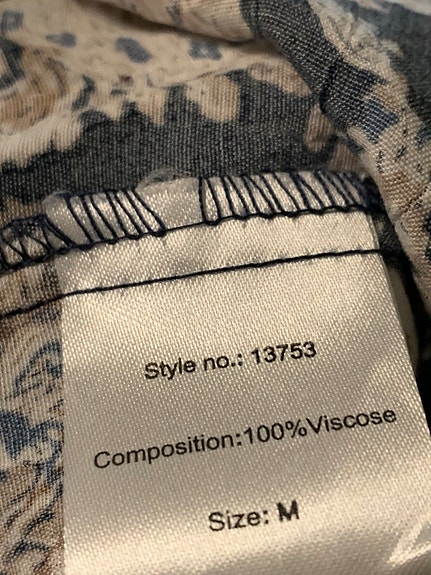 Style no.: 13753
Composition:100%Viscose
Size: M